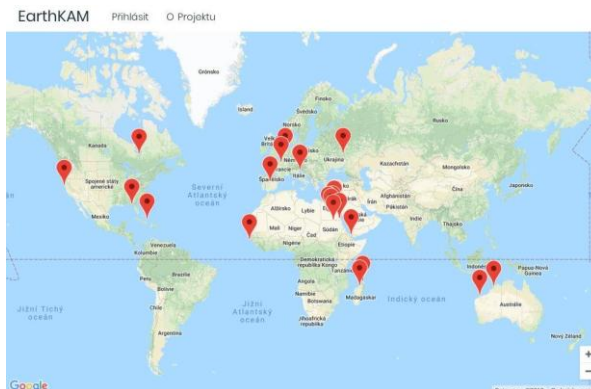 EarthKAM Přihlásit O Projektu
Grónsko
Island
Finsko
Švédsko
Norsko
Rusko
Kanada
Ukrajina
Kazachstán
Mongolsko
Spojené státy
americké
Severní
Atlantský
oceán
Španělsko
Itálie
Afghánistán
Čína
Japonsko
Írán
Pákistán
Mexiko
Alžírsko
Libye
Indie
Thajsko
Mali
Niger
Čad
Súdán
Nigérie
Etiopie
Venezuela
Kolumbie
Demokratická
republika Kongo
Tanzanie
Papua-Nová
Guinea
Brazílie
Peru
Angola
Bolívie
Namibie
Botswana
Madagaskar
Indický oceán
Jižní Tichý
oceán
Jižní
Atlantský
oceán
Chile
Jihoafrická
republika
Austrálie
Argentina
Nový Zéland
Google
+
−